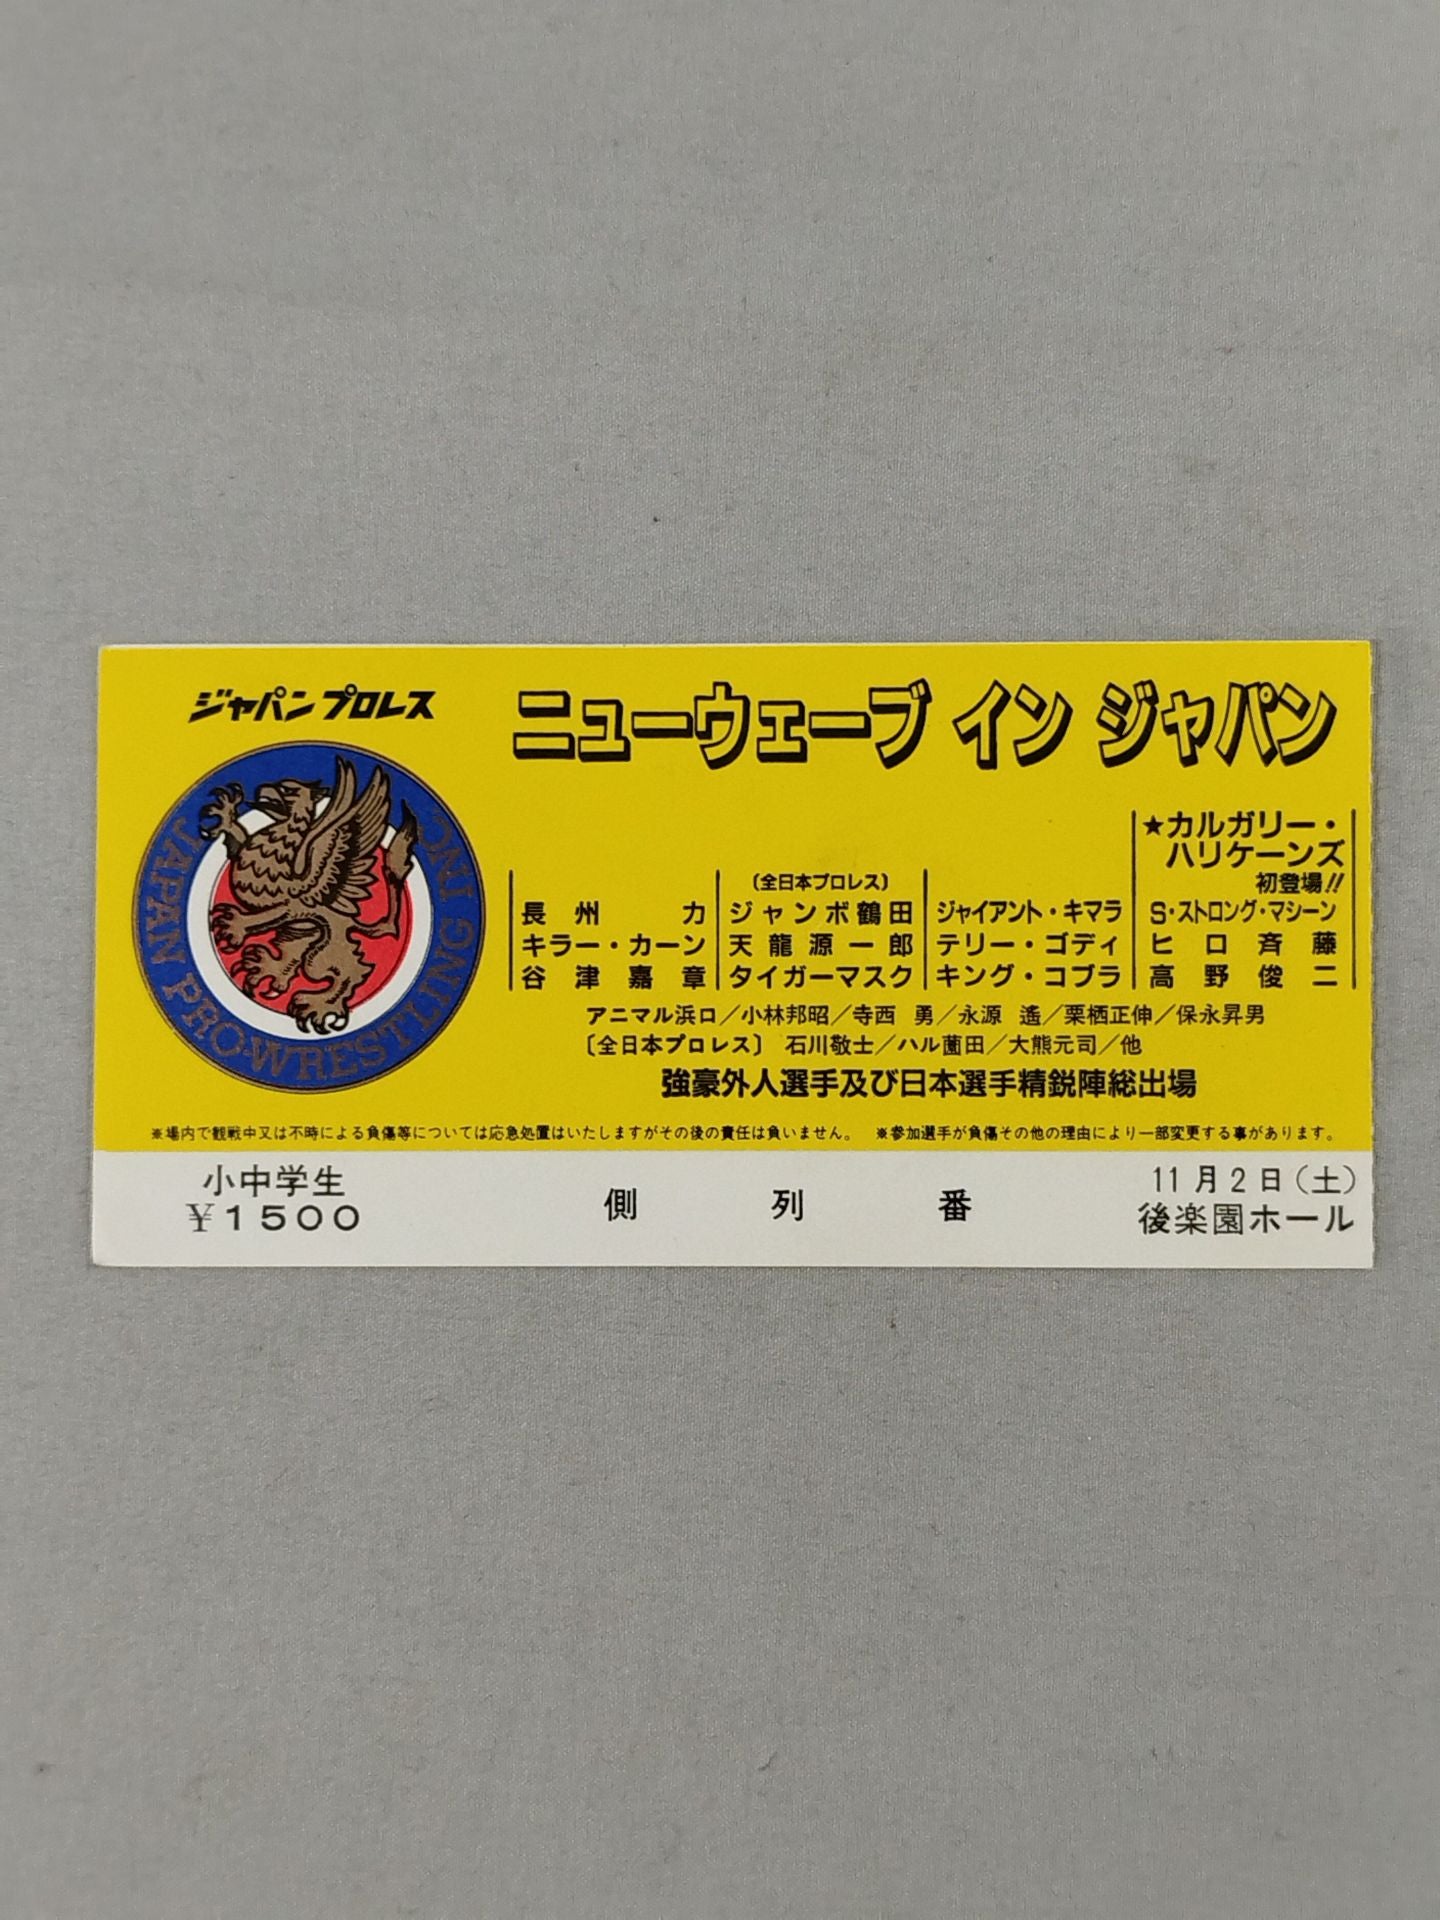 ジャパンプロレス
ニューウェーブ イン ジャパン
JAPAN PRO-WRESTLING INC.
長州 力
キラー・カーン
谷津嘉章
〔全日本プロレス〕
ジャンボ鶴田
天龍源一郎
タイガーマスク
ジャイアント・キマラ
テリー・ゴディ
キング・コブラ
★カルガリー・
ハリケーンズ
初登場!!
S・ストロング・マシーン
ヒロ斉藤
高野俊二
アニマル浜口／小林邦昭／寺西 勇／永源 遙／栗栖正伸／保永昇男
〔全日本プロレス〕 石川敬士／ハル薗田／大熊元司／他
強豪外人選手及び日本選手精鋭陣総出場
※場内で観戦中又は不時による負傷等については応急処置はいたしますがその後の責任は負いません。 ※参加選手が負傷その他の理由により一部変更する事があります。
小中学生
￥1500
側 列 番
11月2日(土)
後楽園ホール